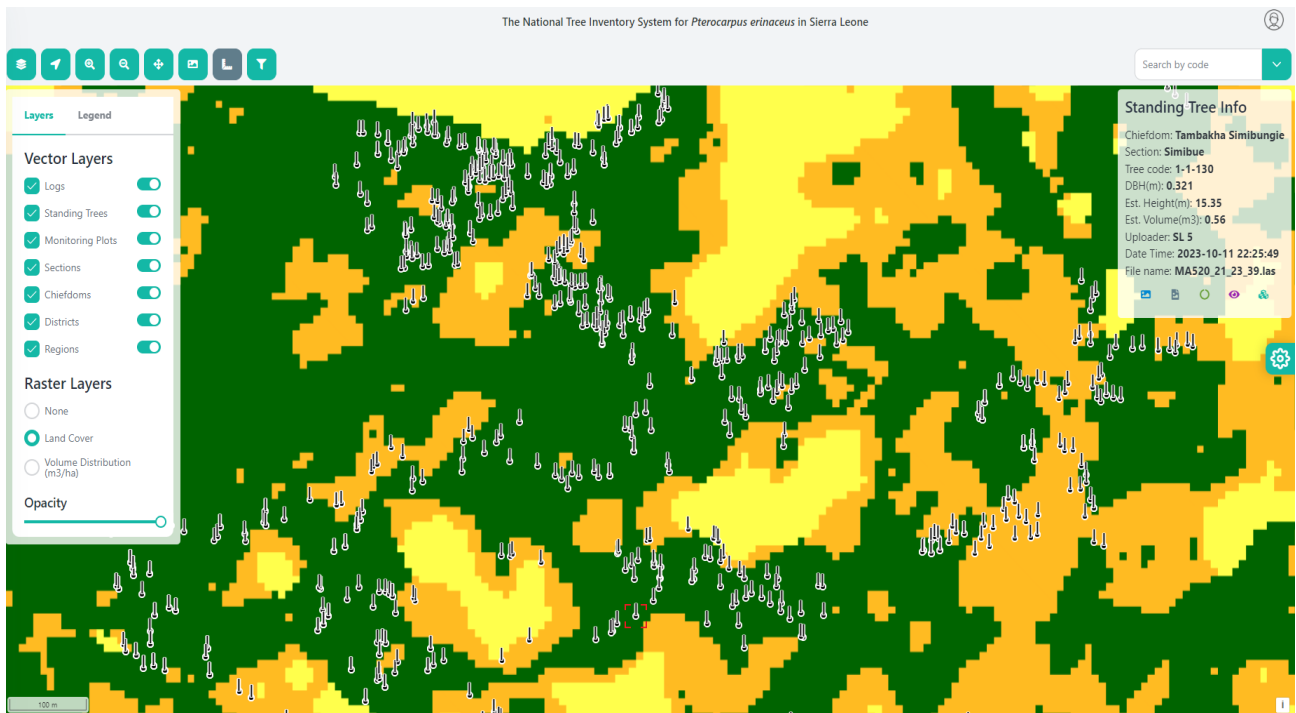 The National Tree Inventory System for Pterocarpus erinaceus in Sierra Leone
Search by code
Layers Legend
Vector Layers
Logs
Standing Trees
Monitoring Plots
Sections
Chiefdoms
Districts
Regions
Raster Layers
None
Land Cover
Volume Distribution
(m3/ha)
Opacity
Standing Tree Info
Chiefdom: Tambakha Simibungie
Section: Simibue
Tree code: 1-1-130
DBH(m): 0.321
Est. Height(m): 15.35
Est. Volume(m3): 0.56
Uploader: SL 5
Date Time: 2023-10-11 22:25:49
File name: MA520_21_23_39.las
100 m
i